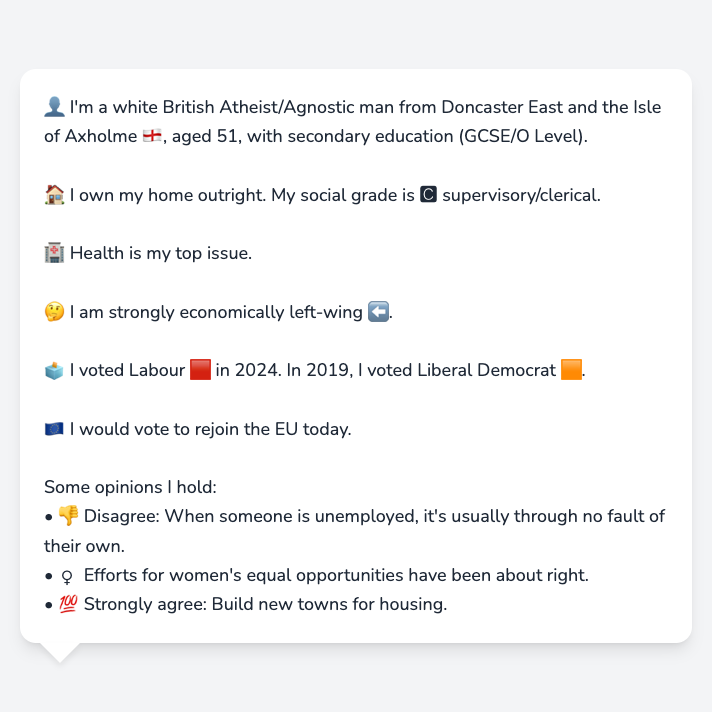 👤 I'm a white British Atheist/Agnostic man from Doncaster East and the Isle
of Axholme 🏴󠁧󠁢󠁥󠁮󠁧󠁿, aged 51, with secondary education (GCSE/O Level).
🏠 I own my home outright. My social grade is C supervisory/clerical.
🏥 Health is my top issue.
🤔 I am strongly economically left-wing ⬅️.
🗳️ I voted Labour 🟥 in 2024. In 2019, I voted Liberal Democrat 🟧.
🇪🇺 I would vote to rejoin the EU today.
Some opinions I hold:
• 👎 Disagree: When someone is unemployed, it's usually through no fault of
their own.
• ♀ Efforts for women's equal opportunities have been about right.
• 💯 Strongly agree: Build new towns for housing.